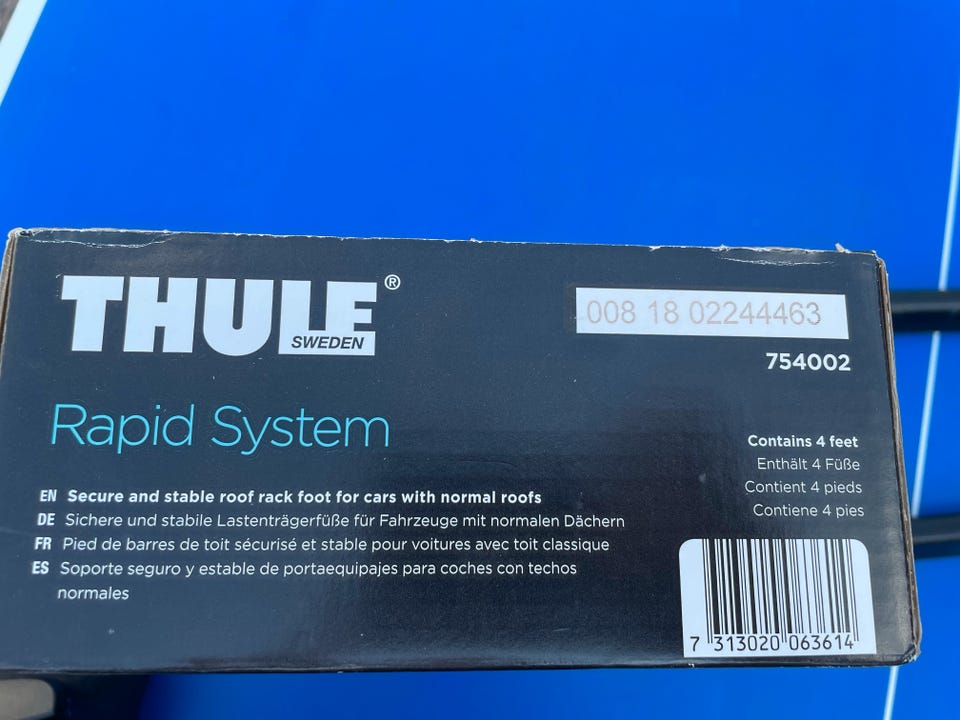 THULE®
SWEDEN
008 18 02244463
754002
Rapid System
Contains 4 feet
Enthält 4 Füße
Contient 4 pieds
Contiene 4 pies
EN Secure and stable roof rack foot for cars with normal roofs
DE Sichere und stabile Lastenträgerfüße für Fahrzeuge mit normalen Dächern
FR Pied de barres de toit sécurisé et stable pour voitures avec toit classique
ES Soporte seguro y estable de portaequipajes para coches con techos
normales
7 313020 063614